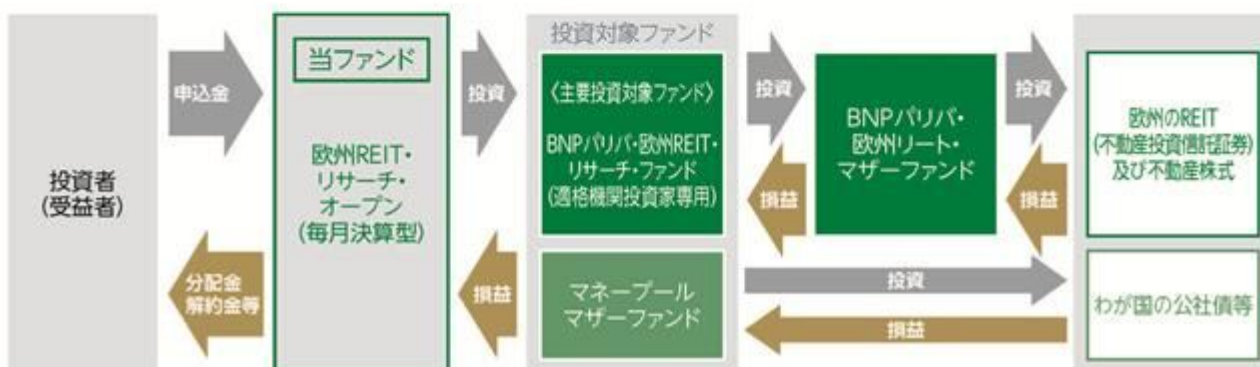 投資者
(受益者)
申込金
分配金
解約金等
当ファンド
欧州REIT・
リサーチ・
オープン
(毎月決算型)
投資
損益
投資対象ファンド
〈主要投資対象ファンド〉
BNPパリバ・欧州REIT・
リサーチ・ファンド
(適格機関投資家専用)
マネープール
マザーファンド
投資
損益
BNPパリバ・
欧州リート・
マザーファンド
投資
損益
投資
損益
欧州のREIT
(不動産投資信託証券)
及び不動産株式
わが国の公社債等